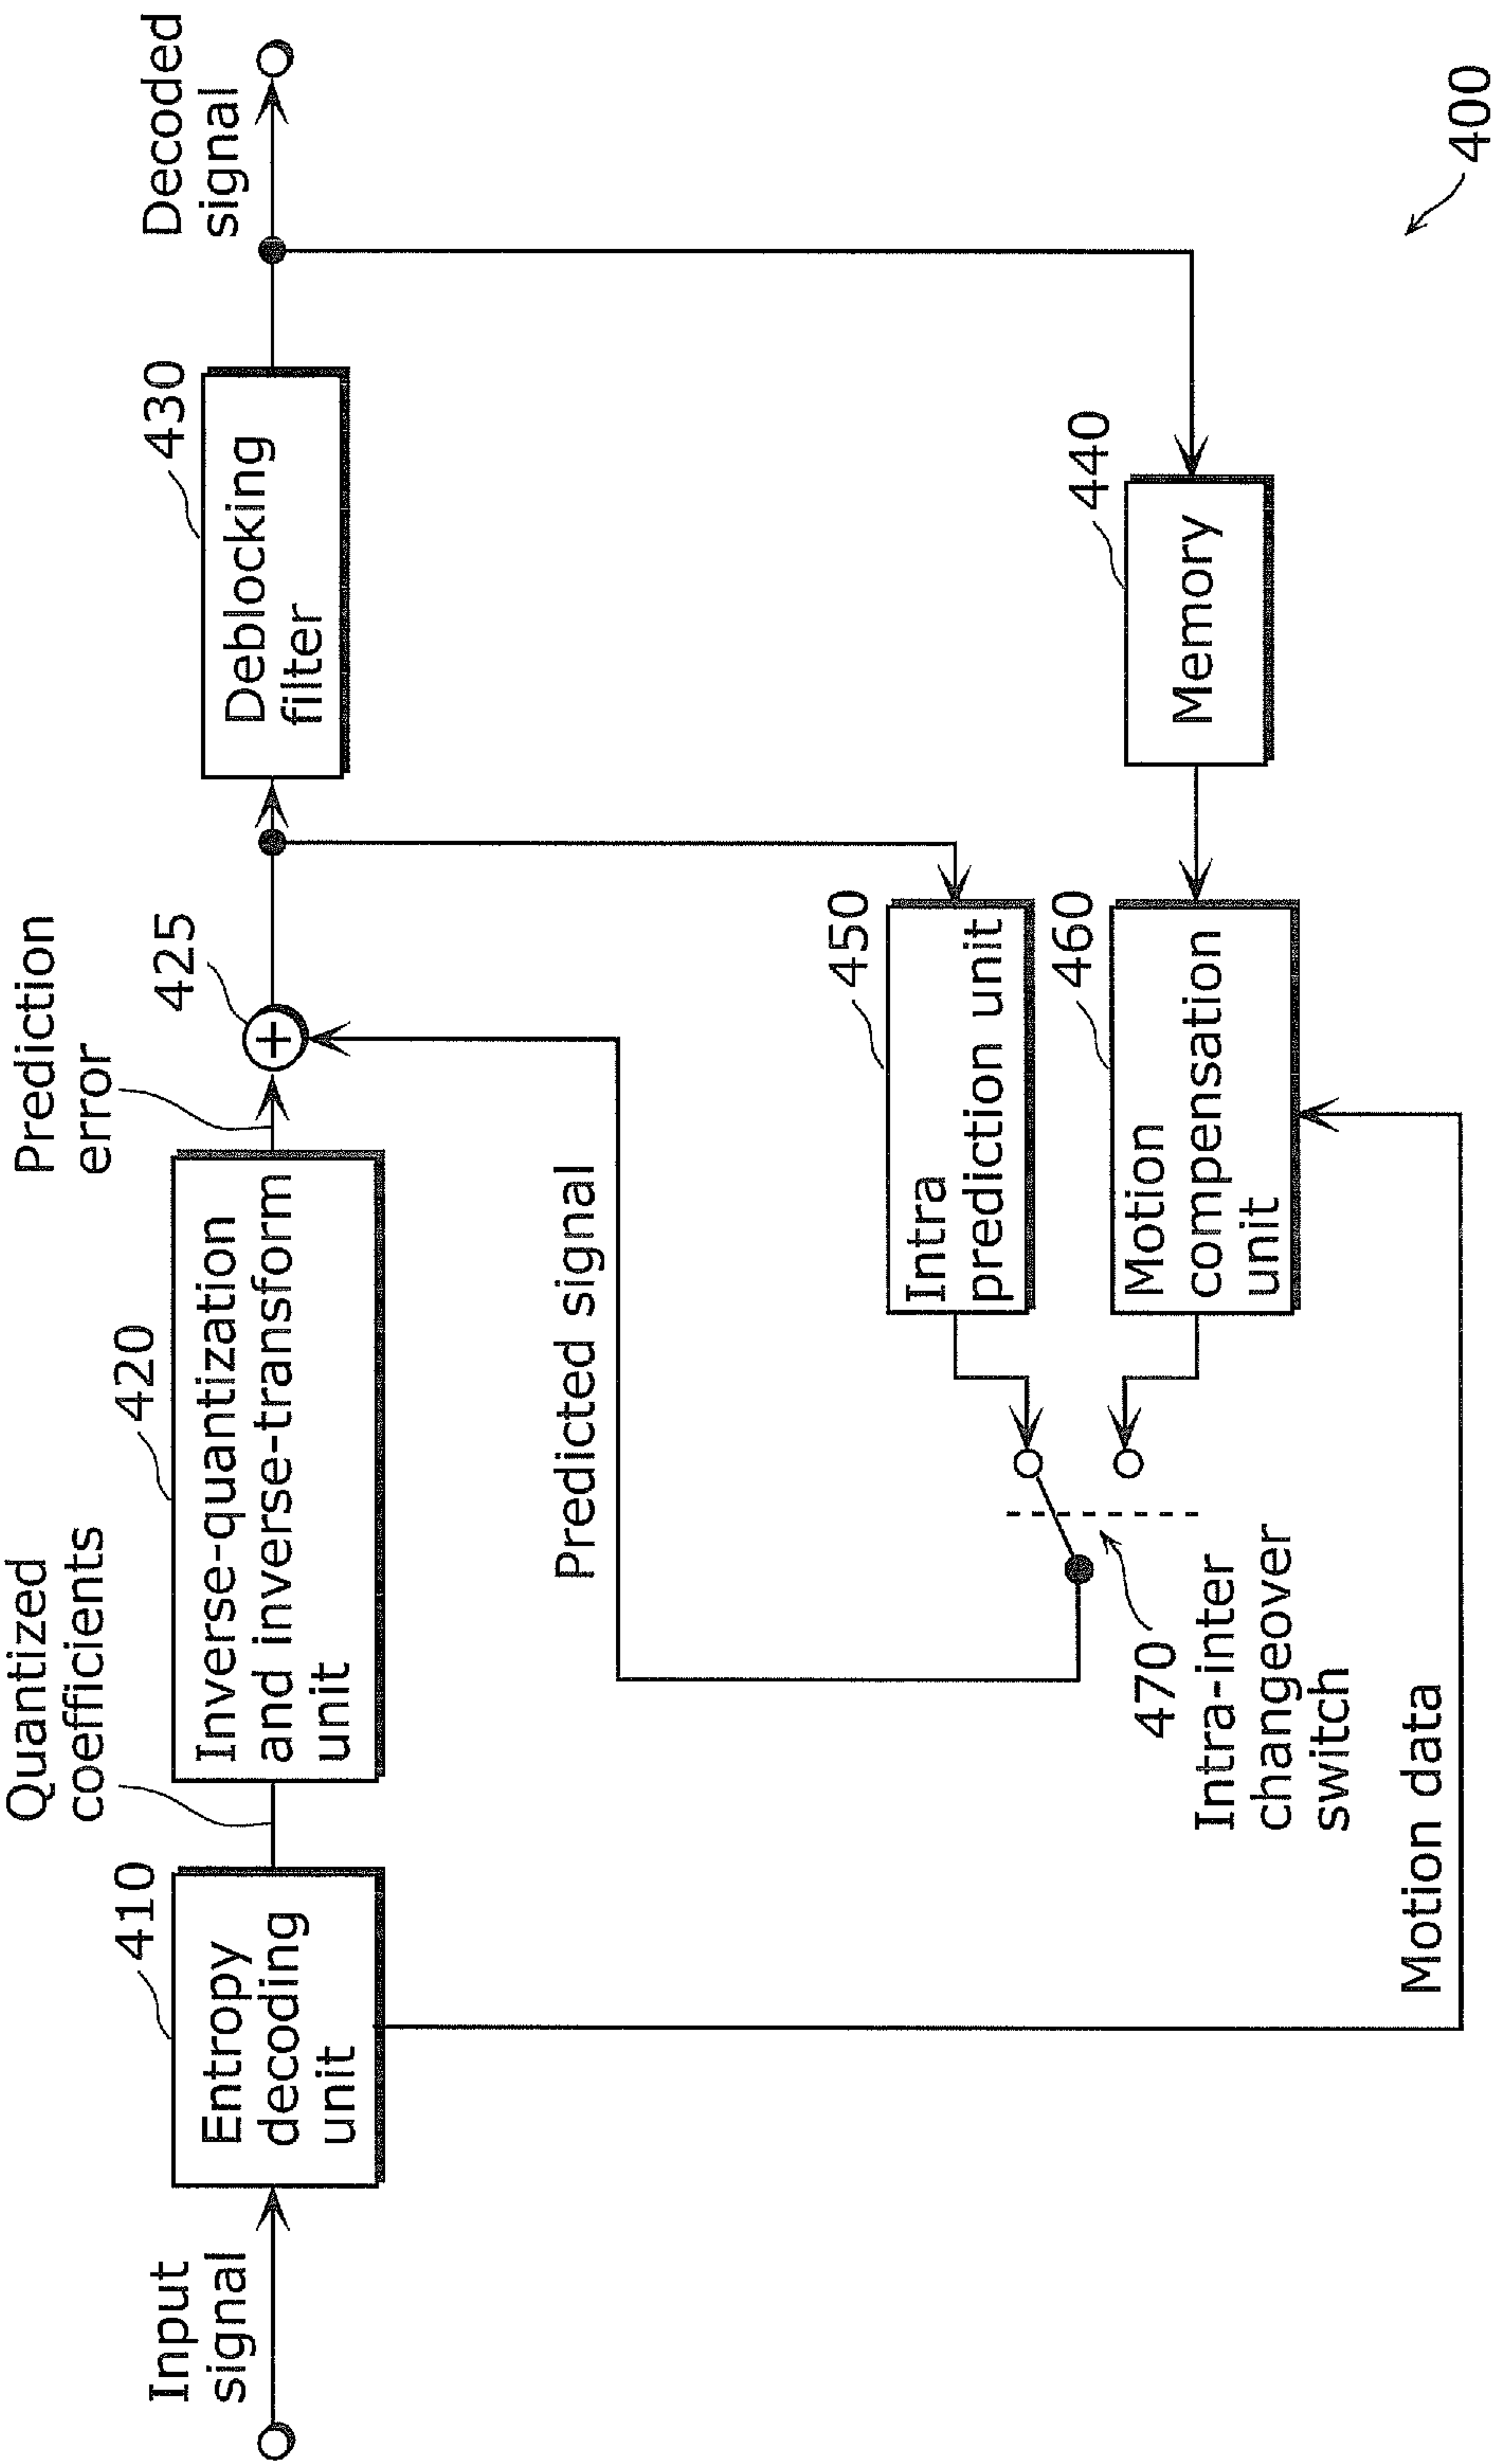 Input
signal
410
Entropy
decoding
unit
Quantized
coefficients
420
Inverse-quantization
and inverse-transform
unit
Prediction
error
425
430
Deblocking
filter
Decoded
signal
Predicted signal
450
Intra
prediction unit
460
Motion
compensation
unit
440
Memory
470
Intra-inter
changeover
switch
Motion data
400